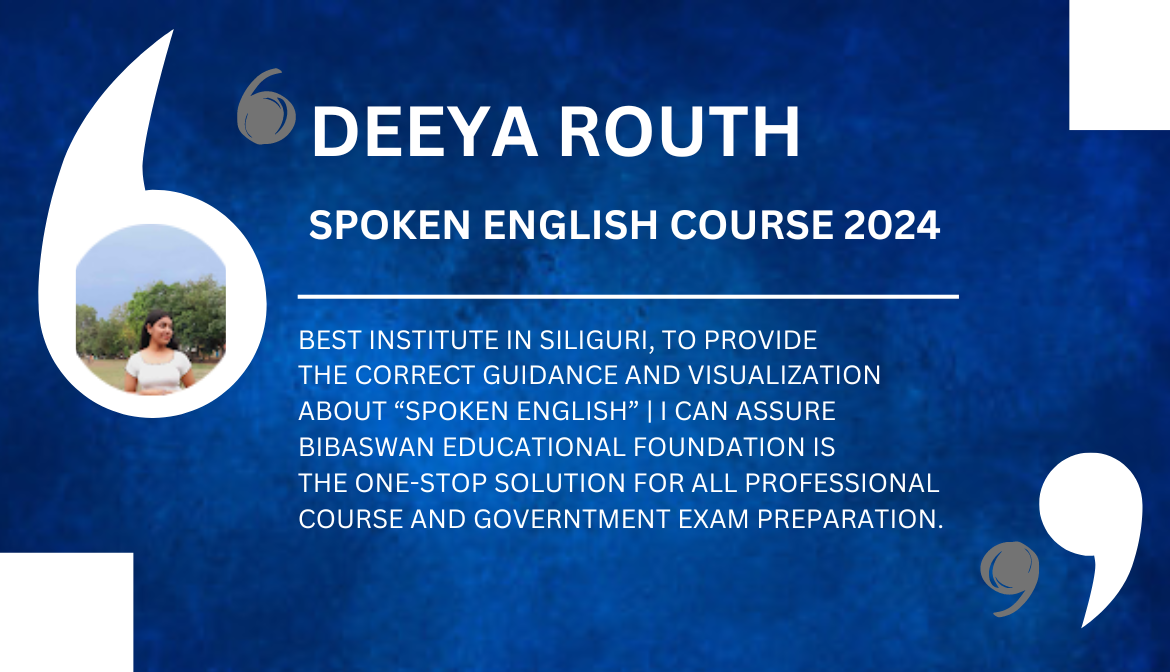 DEEYA ROUTH
SPOKEN ENGLISH COURSE 2024
BEST INSTITUTE IN SILIGURI, TO PROVIDE
THE CORRECT GUIDANCE AND VISUALIZATION
ABOUT “SPOKEN ENGLISH” | I CAN ASSURE
BIBASWAN EDUCATIONAL FOUNDATION IS
THE ONE-STOP SOLUTION FOR ALL PROFESSIONAL
COURSE AND GOVERNTMENT EXAM PREPARATION.